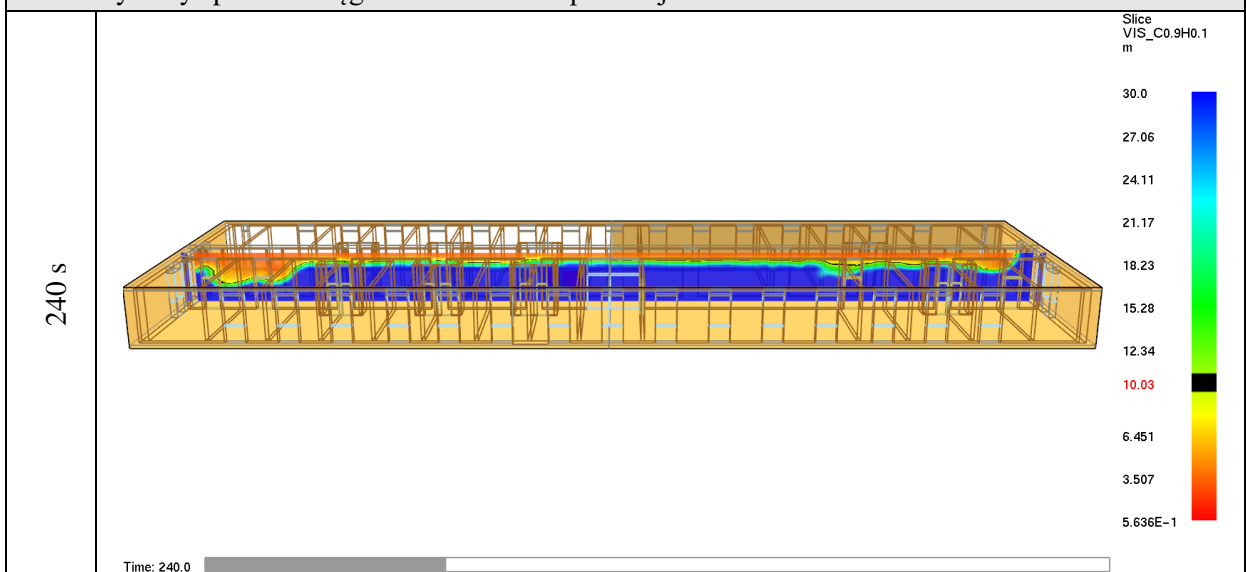 240 s
Slice
VIS_C0.9H0.1
m
30.0
27.06
24.11
21.17
18.23
15.28
12.34
10.03
6.451
3.507
5.636E-1
Time: 240.0